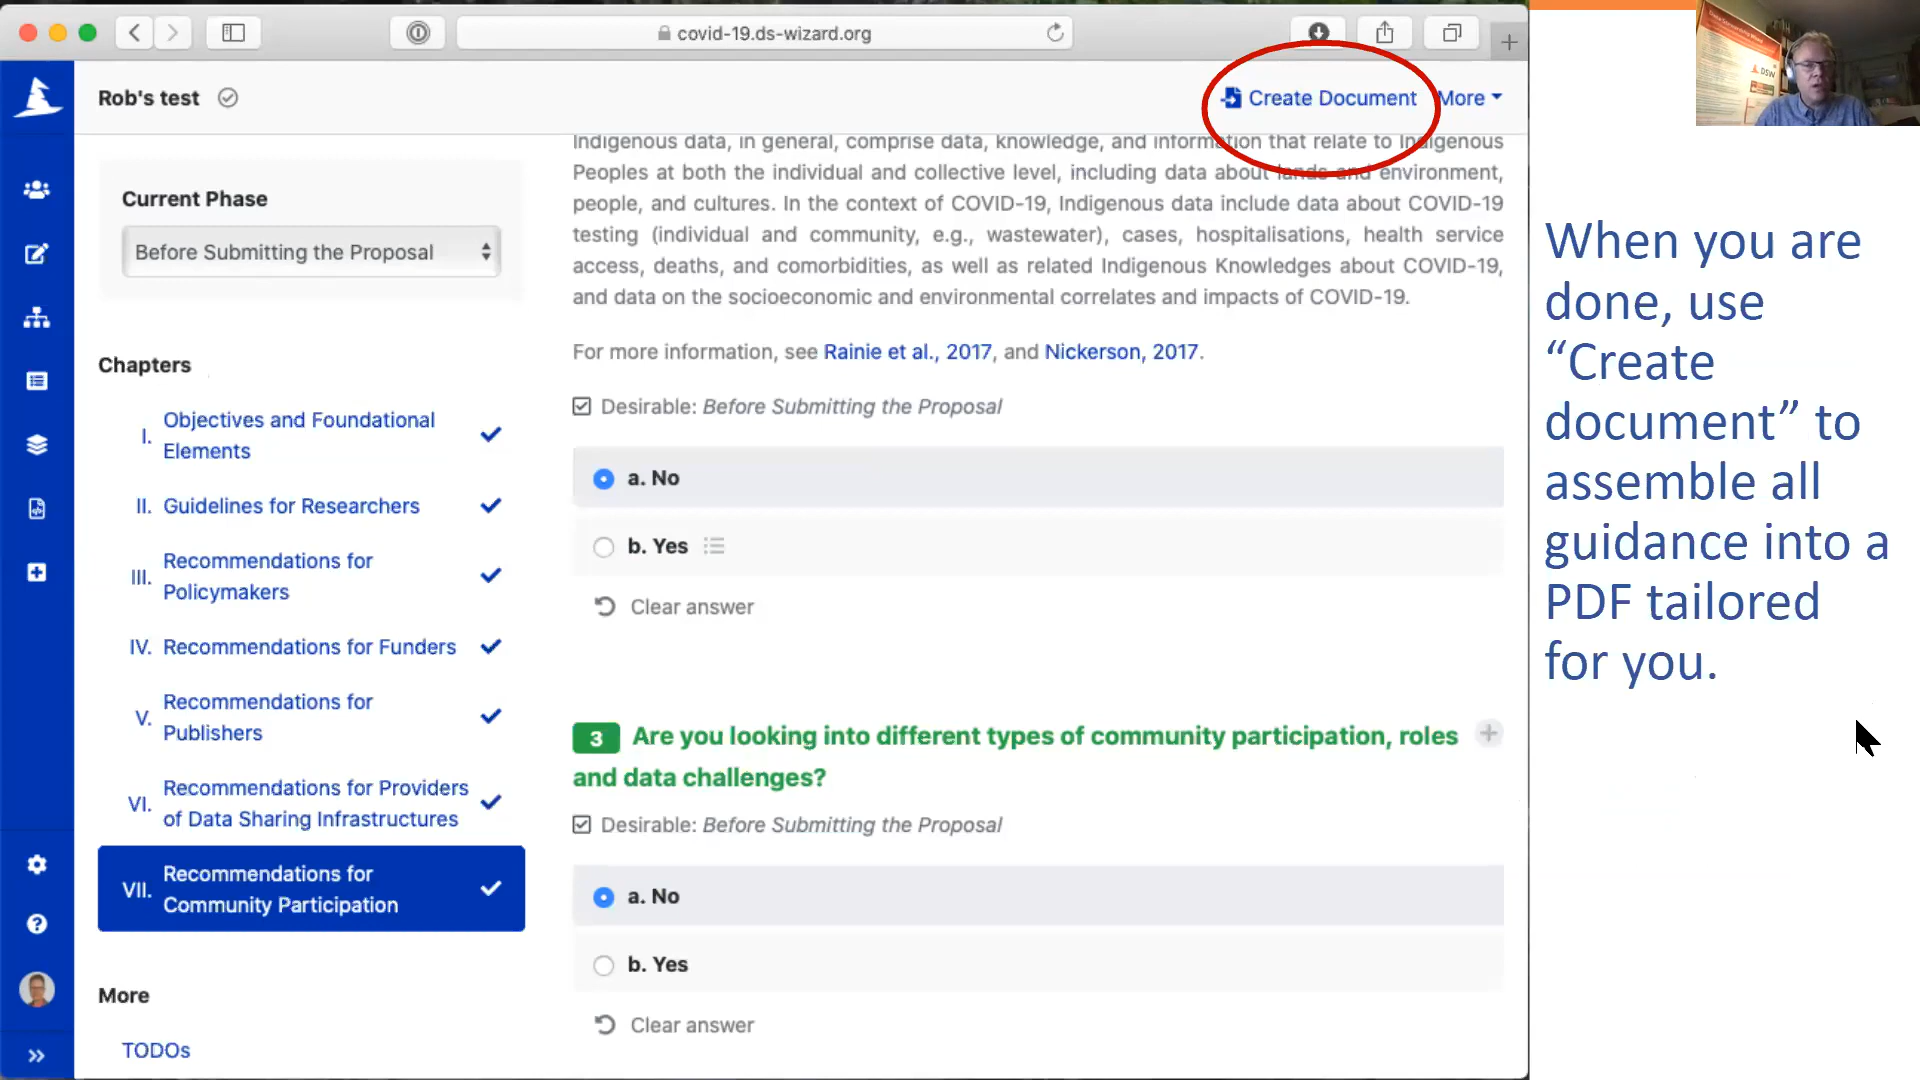 covid-19.ds-wizard.org
Rob's test
Create Document
More
DSW
Current Phase
Before Submitting the Proposal
Chapters
I. Objectives and Foundational
Elements
II. Guidelines for Researchers
III. Recommendations for
Policymakers
IV. Recommendations for Funders
V. Recommendations for
Publishers
VI. Recommendations for Providers
of Data Sharing Infrastructures
VII. Recommendations for
Community Participation
More
TODOs
Indigenous data, in general, comprise data, knowledge, and information that relate to Indigenous
Peoples at both the individual and collective level, including data about lands and environment,
people, and cultures. In the context of COVID-19, Indigenous data include data about COVID-19
testing (individual and community, e.g., wastewater), cases, hospitalisations, health service
access, deaths, and comorbidities, as well as related Indigenous Knowledges about COVID-19,
and data on the socioeconomic and environmental correlates and impacts of COVID-19.
For more information, see Rainie et al., 2017, and Nickerson, 2017.
Desirable: Before Submitting the Proposal
a. No
b. Yes
Clear answer
3 Are you looking into different types of community participation, roles
and data challenges?
Desirable: Before Submitting the Proposal
a. No
b. Yes
Clear answer
When you are
done, use
“Create
document” to
assemble all
guidance into a
PDF tailored
for you.